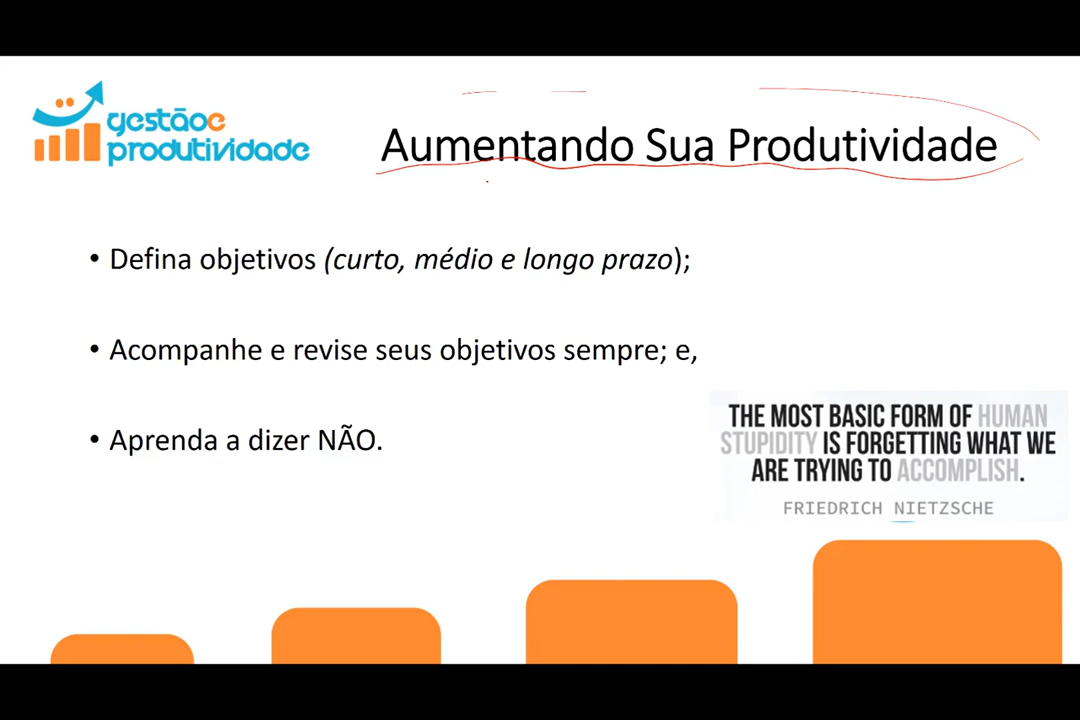 gestãoe
produtividade
Aumentando Sua Produtividade
• Defina objetivos (curto, médio e longo prazo);
• Acompanhe e revise seus objetivos sempre; e,
• Aprenda a dizer NÃO.
THE MOST BASIC FORM OF HUMAN
STUPIDITY IS FORGETTING WHAT WE
ARE TRYING TO ACCOMPLISH.
FRIEDRICH NIETZSCHE